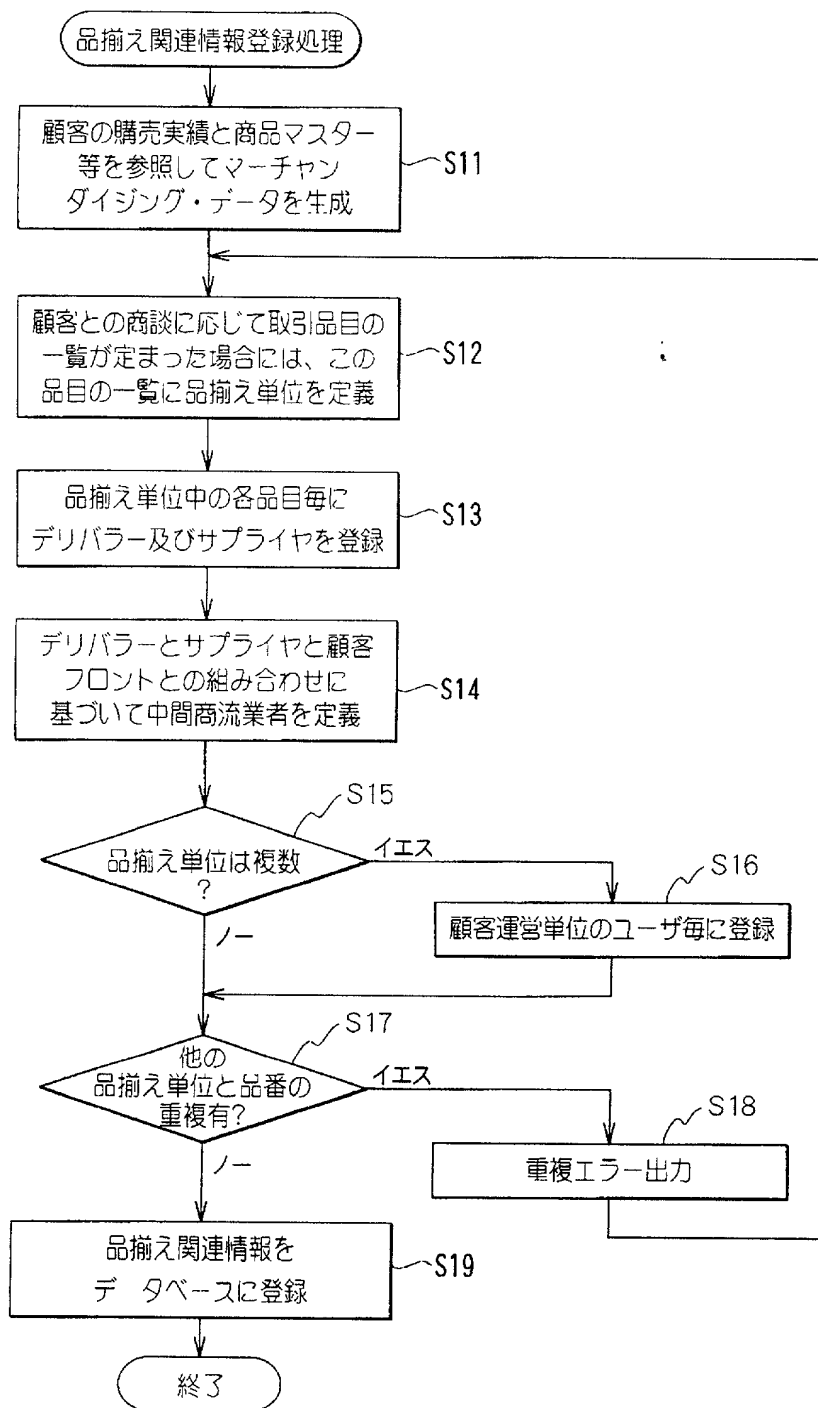 品揃え関連情報登録処理
顧客の購売実績と商品マスター
等を参照してマーチャン
ダイジング・データを生成
S11
顧客との商談に応じて取引品目の
一覧が定まった場合には、この
品目の一覧に品揃え単位を定義
S12
品揃え単位中の各品目毎に
デリバラー及びサプライヤを登録
S13
デリバラーとサプライヤと顧客
フロントとの組み合わせに
基づいて中間商流業者を定義
S14
S15
品揃え単位は複数
?
イエス
ノー
S16
顧客運営単位のユーザ毎に登録
S17
他の
品揃え単位と品番の
重複有?
イエス
ノー
S18
重複エラー出力
品揃え関連情報を
データベースに登録
S19
終了